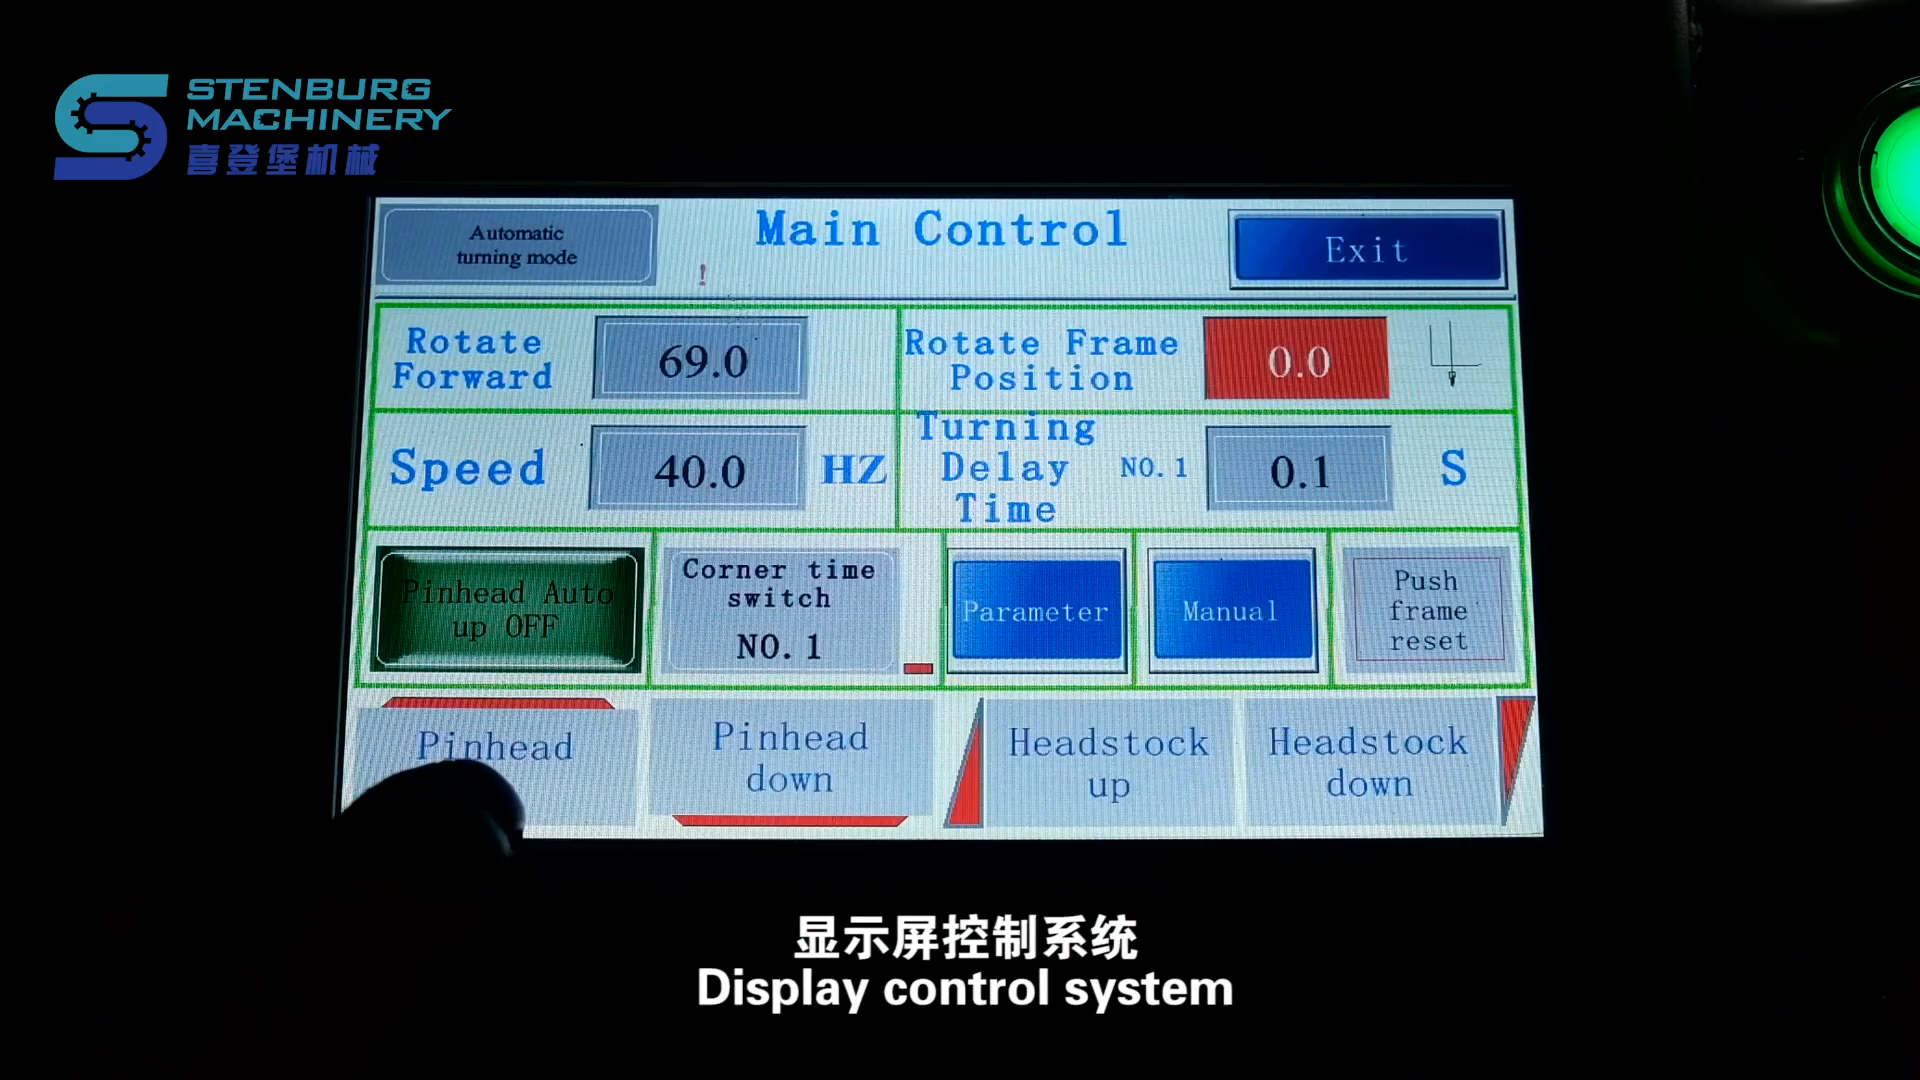 STENBURG
MACHINERY
喜登堡机械
Automatic
turning mode
Main Control
!
Exit
Rotate
Forward
69.0
Rotate Frame
Position
0.0
Speed
40.0
HZ
Turning
Delay
Time
NO.1
0.1
S
Pinhead Auto
up OFF
Corner time
switch
NO.1
Parameter
Manual
Push
frame
reset
Pinhead
Pinhead
down
Headstock
up
Headstock
down
显示屏控制系统
Display control system